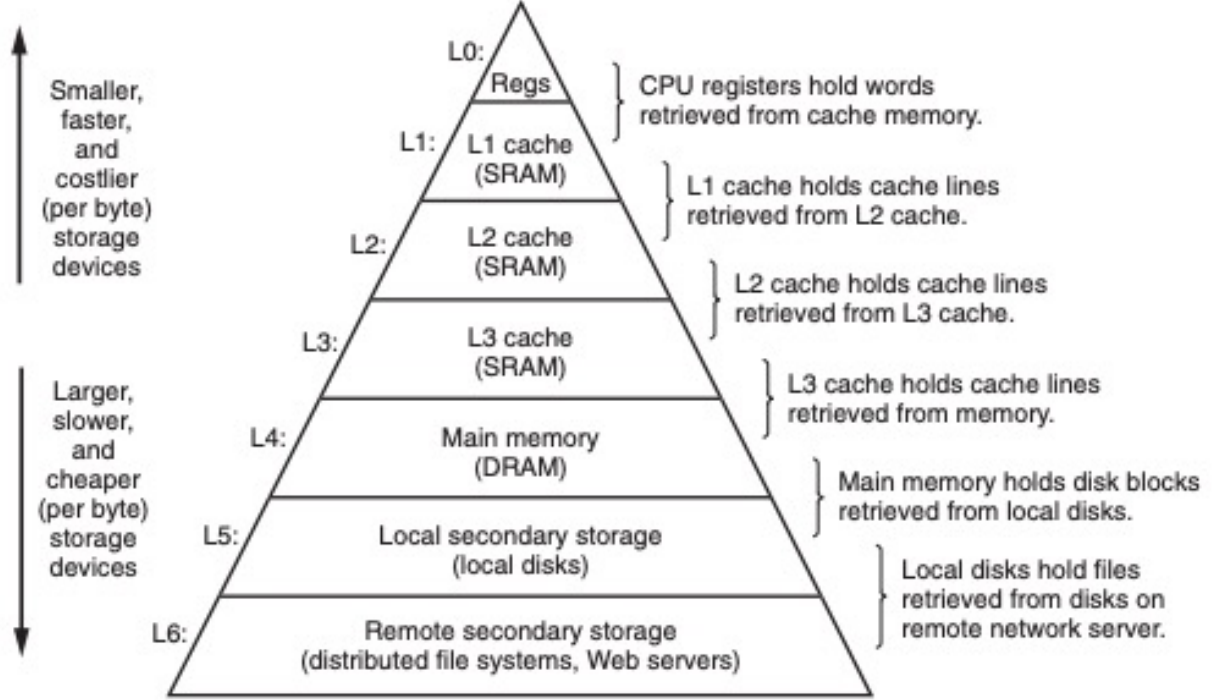 Smaller,
faster,
and
costlier
(per byte)
storage
devices
Larger,
slower,
and
cheaper
(per byte)
storage
devices
L0:
Regs
L1:
L1 cache
(SRAM)
L2:
L2 cache
(SRAM)
L3:
L3 cache
(SRAM)
L4:
Main memory
(DRAM)
L5:
Local secondary storage
(local disks)
L6:
Remote secondary storage
(distributed file systems, Web servers)
CPU registers hold words
retrieved from cache memory.
L1 cache holds cache lines
retrieved from L2 cache.
L2 cache holds cache lines
retrieved from L3 cache.
L3 cache holds cache lines
retrieved from memory.
Main memory holds disk blocks
retrieved from local disks.
Local disks hold files
retrieved from disks on
remote network server.